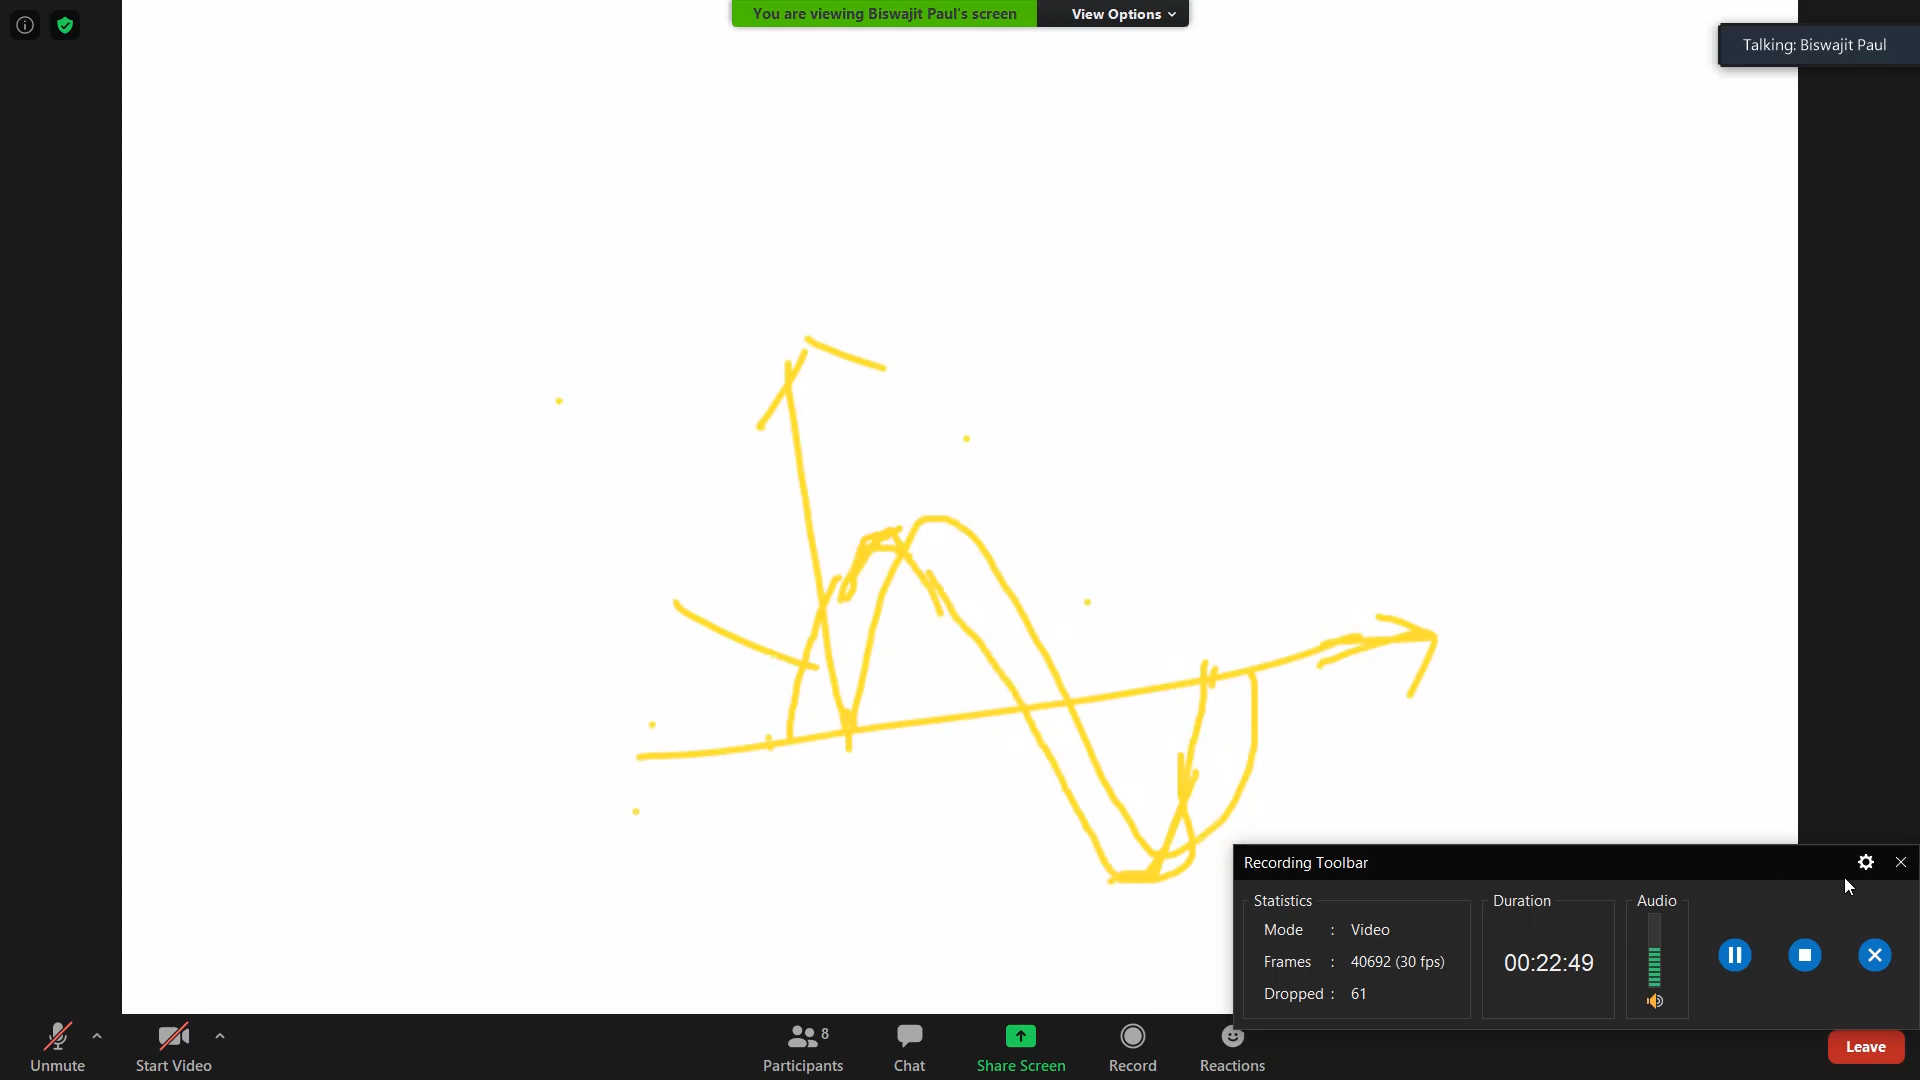 You are viewing Biswajit Paul's screen
View Options
Talking: Biswajit Paul
Recording Toolbar
Statistics
Mode : Video
Frames : 40692 (30 fps)
Dropped : 61
Duration
00:22:49
Audio
Unmute
Start Video
8
Participants
Chat
Share Screen
Record
Reactions
Leave